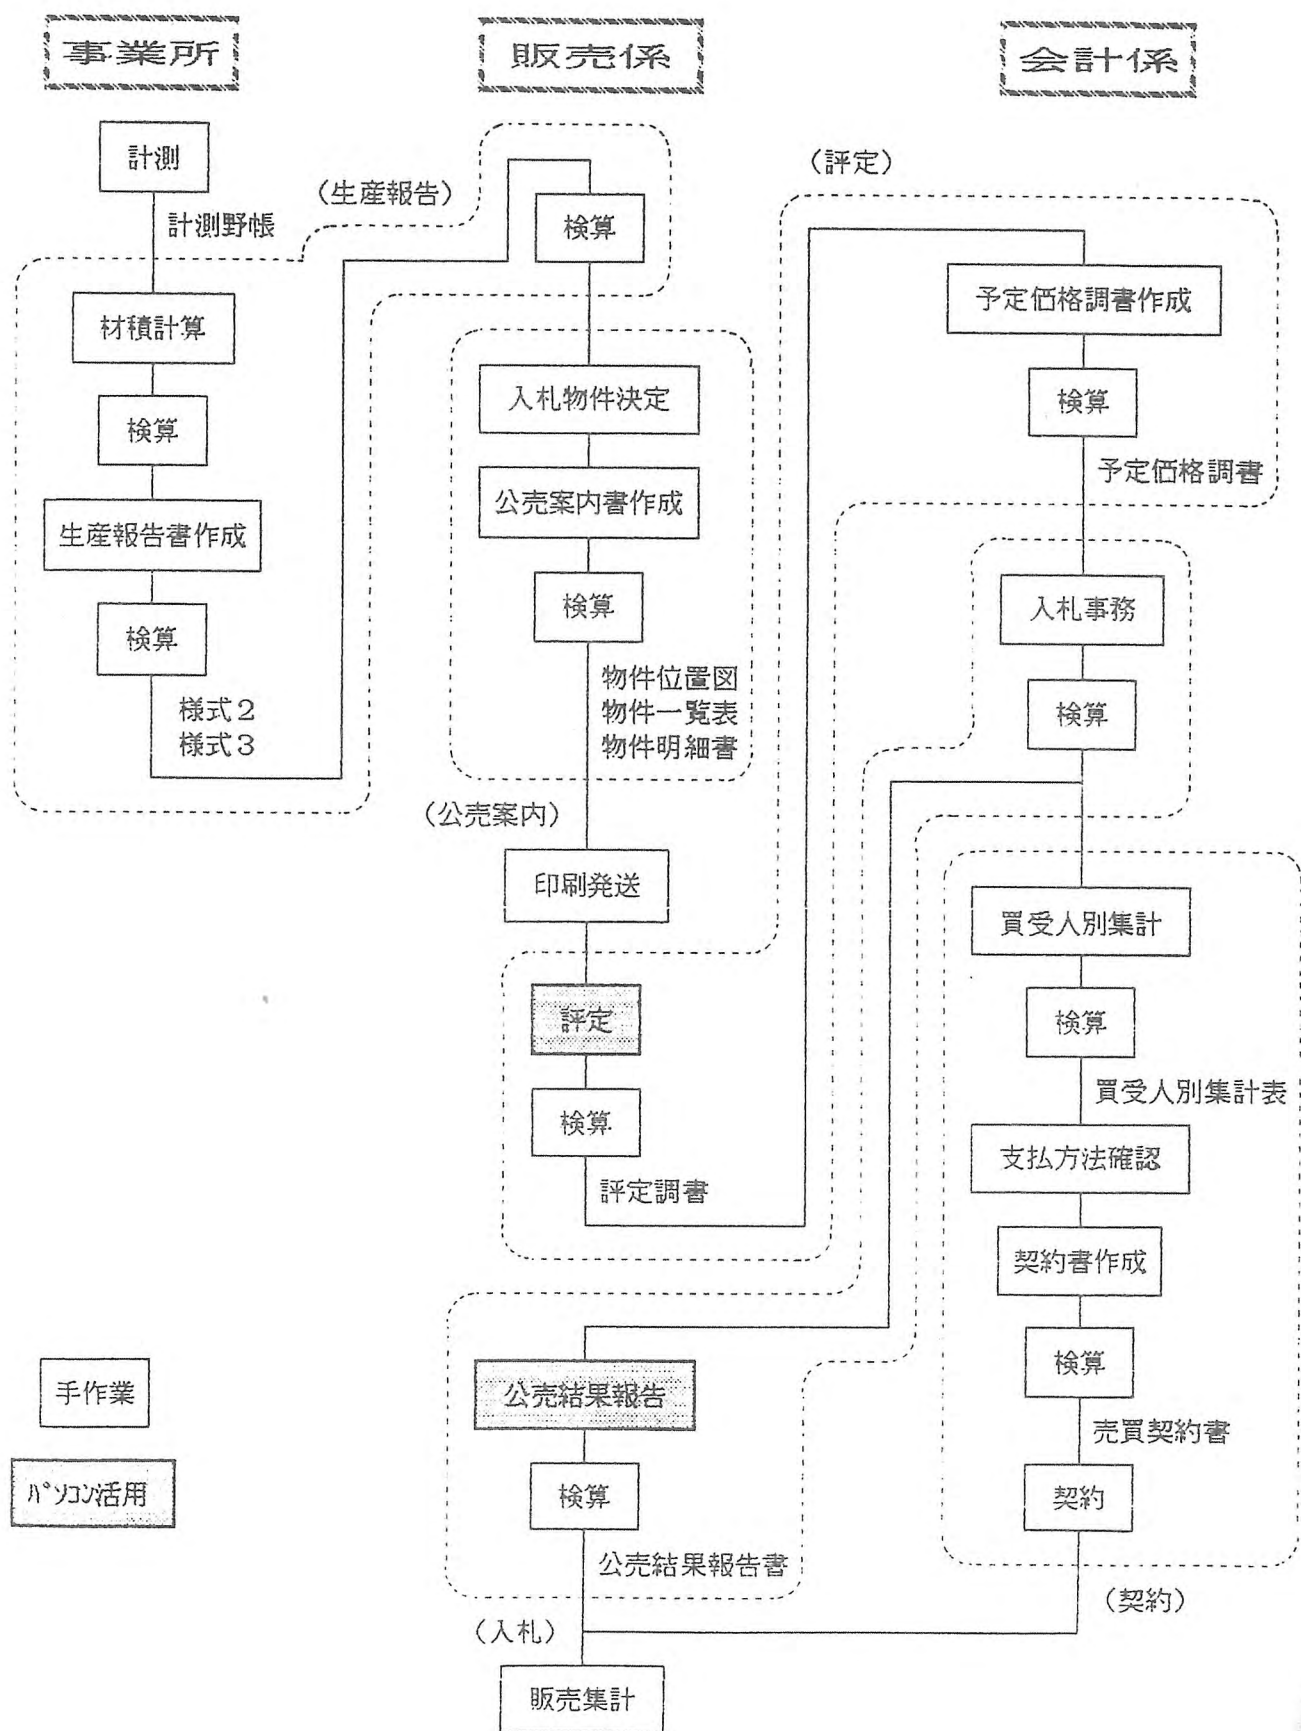 事業所
計測
計測野帳
(生産報告)
材積計算
検算
生産報告書作成
検算
様式2
様式3
販売係
検算
入札物件決定
公売案内書作成
検算
物件位置図
物件一覧表
物件明細書
(公売案内)
印刷発送
評定
検算
評定調書
公売結果報告
検算
公売結果報告書
(入札)
販売集計
会計係
(評定)
予定価格調書作成
検算
予定価格調書
入札事務
検算
買受人別集計
検算
買受人別集計表
支払方法確認
契約書作成
検算
売買契約書
契約
(契約)
手作業
パソコン活用